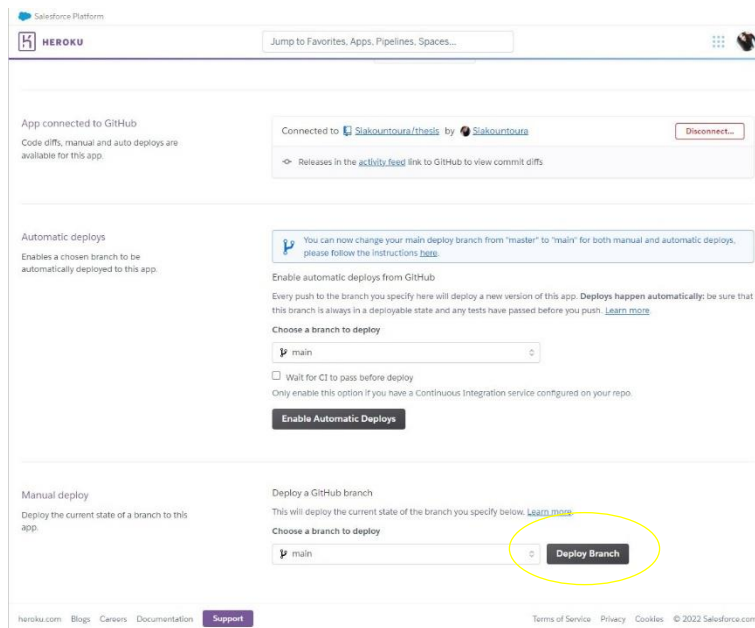 Salesforce Platform
HEROKU
Jump to Favorites, Apps, Pipelines, Spaces...
App connected to GitHub
Code diffs, manual and auto deploys are
available for this app.
Connected to Siakountoura/thesis by Siakountoura
Disconnect...
Releases in the activity feed link to GitHub to view commit diffs
Automatic deploys
Enables a chosen branch to be
automatically deployed to this app.
You can now change your main deploy branch from "master" to "main" for both manual and automatic deploys,
please follow the instructions here.
Enable automatic deploys from GitHub
Every push to the branch you specify here will deploy a new version of this app. Deploys happen automatically: be sure that
this branch is always in a deployable state and any tests have passed before you push. Learn more.
Choose a branch to deploy
main
Wait for CI to pass before deploy
Only enable this option if you have a Continuous Integration service configured on your repo.
Enable Automatic Deploys
Manual deploy
Deploy the current state of a branch to this
app.
Deploy a GitHub branch
This will deploy the current state of the branch you specify below. Learn more.
Choose a branch to deploy
main
Deploy Branch
heroku.com Blogs Careers Documentation Support
Terms of Service Privacy Cookies © 2022 Salesforce.com